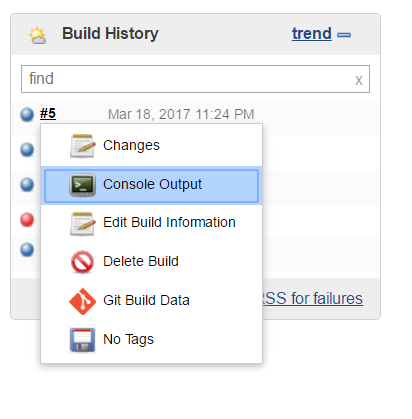 Build History trend
find x
#5 Mar 18, 2017 11:24 PM
Changes
Console Output
Edit Build Information
Delete Build
Git Build Data
RSS for failures
No Tags